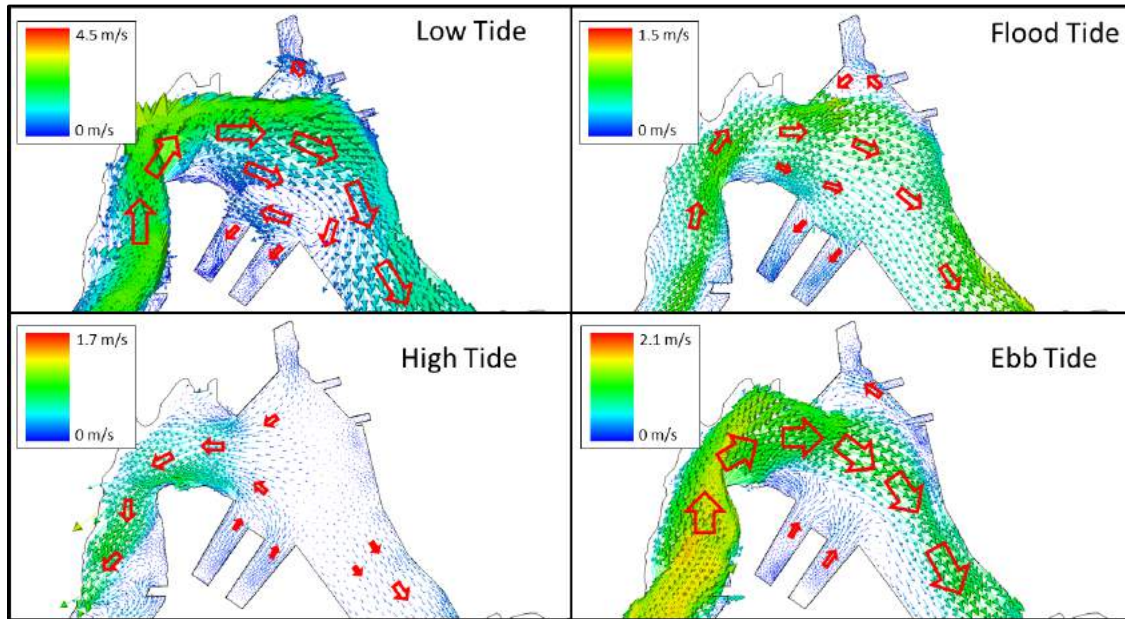 4.5 m/s
0 m/s
Low Tide
1.5 m/s
0 m/s
Flood Tide
1.7 m/s
0 m/s
High Tide
2.1 m/s
0 m/s
Ebb Tide